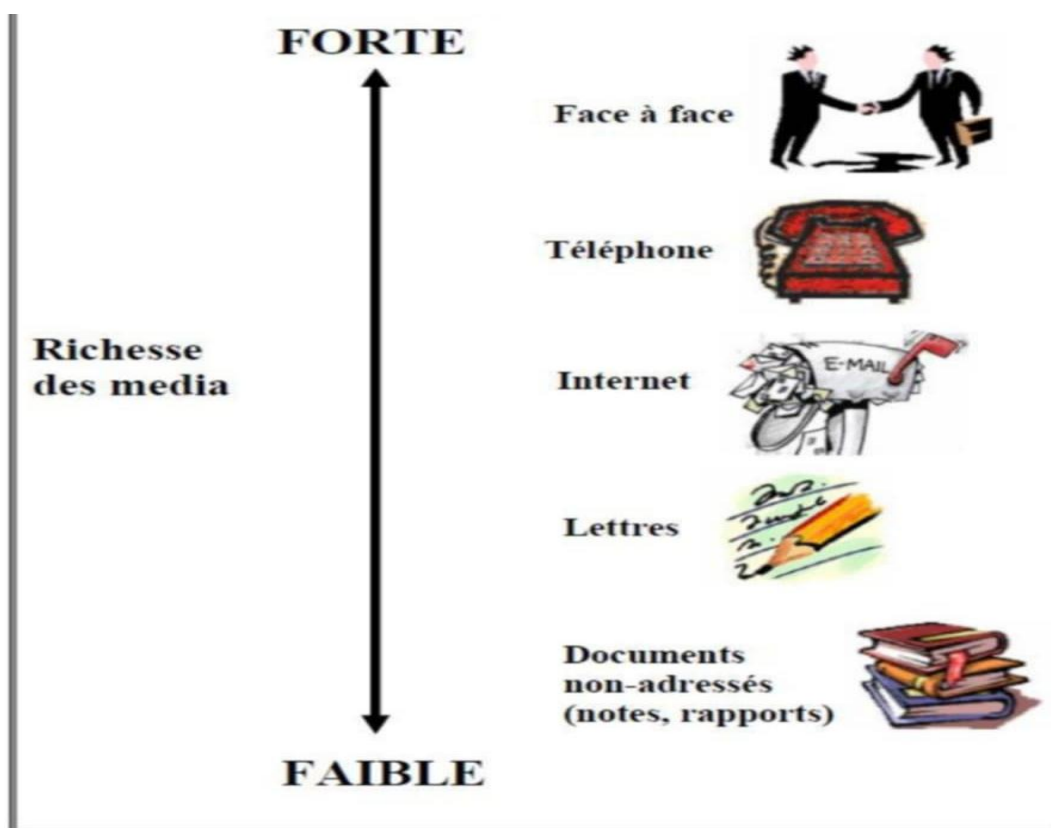 FORTE
Face à face
Téléphone
Richesse
des media
Internet
E-MAIL
Lettres
Documents
non-adressés
(notes, rapports)
FAIBLE